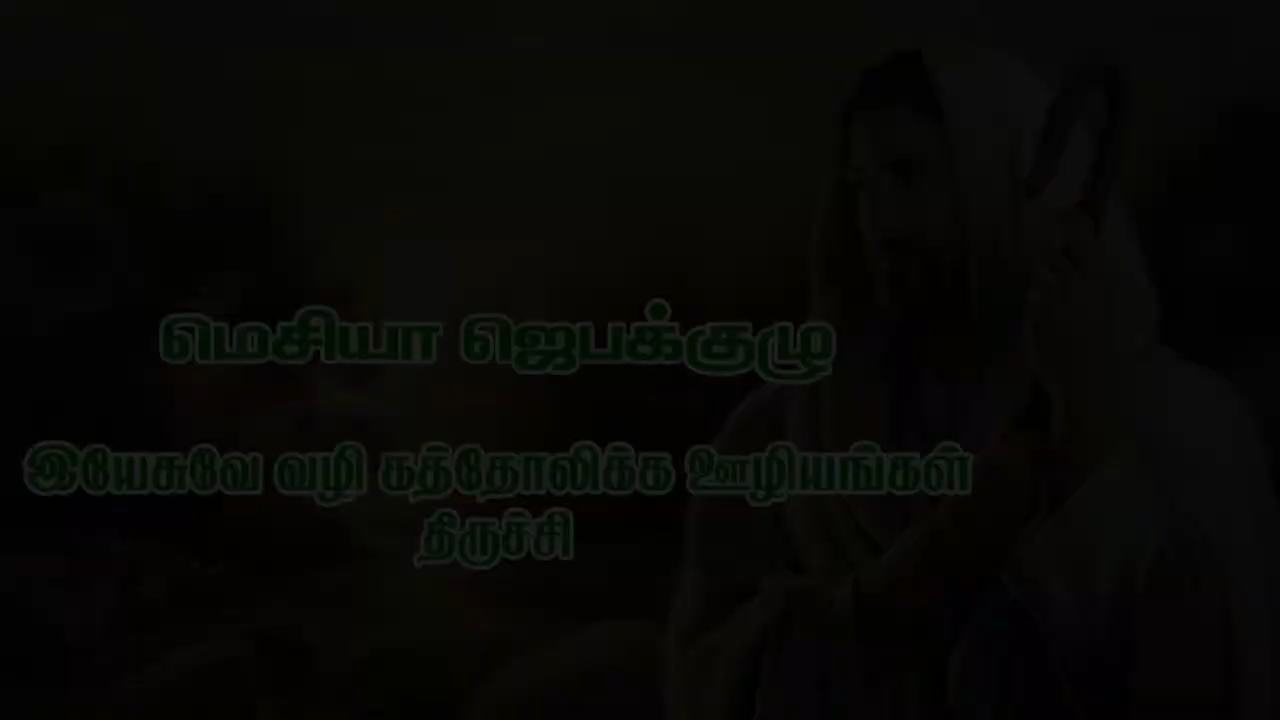 மெசியா ஜெபக்குழு
இயேசுவே வழி கத்தோலிக்க ஊழியங்கள்
திருச்சி